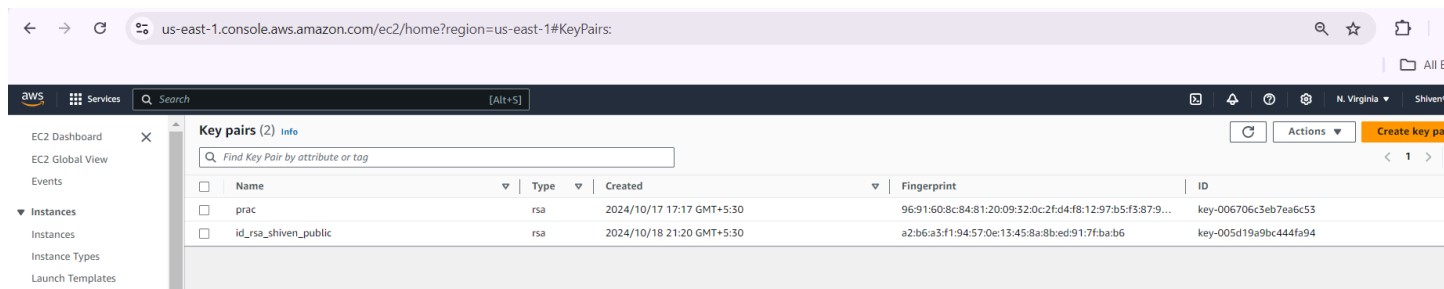 us-east-1.console.aws.amazon.com/ec2/home?region=us-east-1#KeyPairs:
All
aws Services Search [Alt+S] N. Virginia Shiven
EC2 Dashboard
EC2 Global View
Events
Instances
Instances
Instance Types
Launch Templates
Key pairs (2) Info
Actions Create key pa
Find Key Pair by attribute or tag
1
Name Type Created Fingerprint ID
prac rsa 2024/10/17 17:17 GMT+5:30 96:91:60:8c:84:81:20:09:32:0c:2f:d4:f8:12:97:b5:f3:87:9... key-006706c3eb7ea6c53
id_rsa_shiven_public rsa 2024/10/18 21:20 GMT+5:30 a2:b6:a3:f1:94:57:0e:13:45:8a:8b:ed:91:7f:ba:b6 key-005d19a9bc444fa94